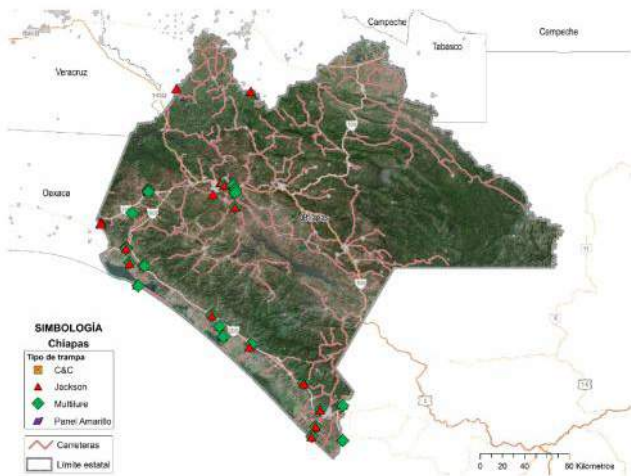 Campeche
Tabasco
Campeche
Veracruz
Oaxaca
Chiapas
SIMBOLOGÍA
Chiapas
Tipo de trampa
C&C
Jackson
Multilure
Panel Amarillo
Carreteras
Límite estatal
0 20 40 80 Kilometros